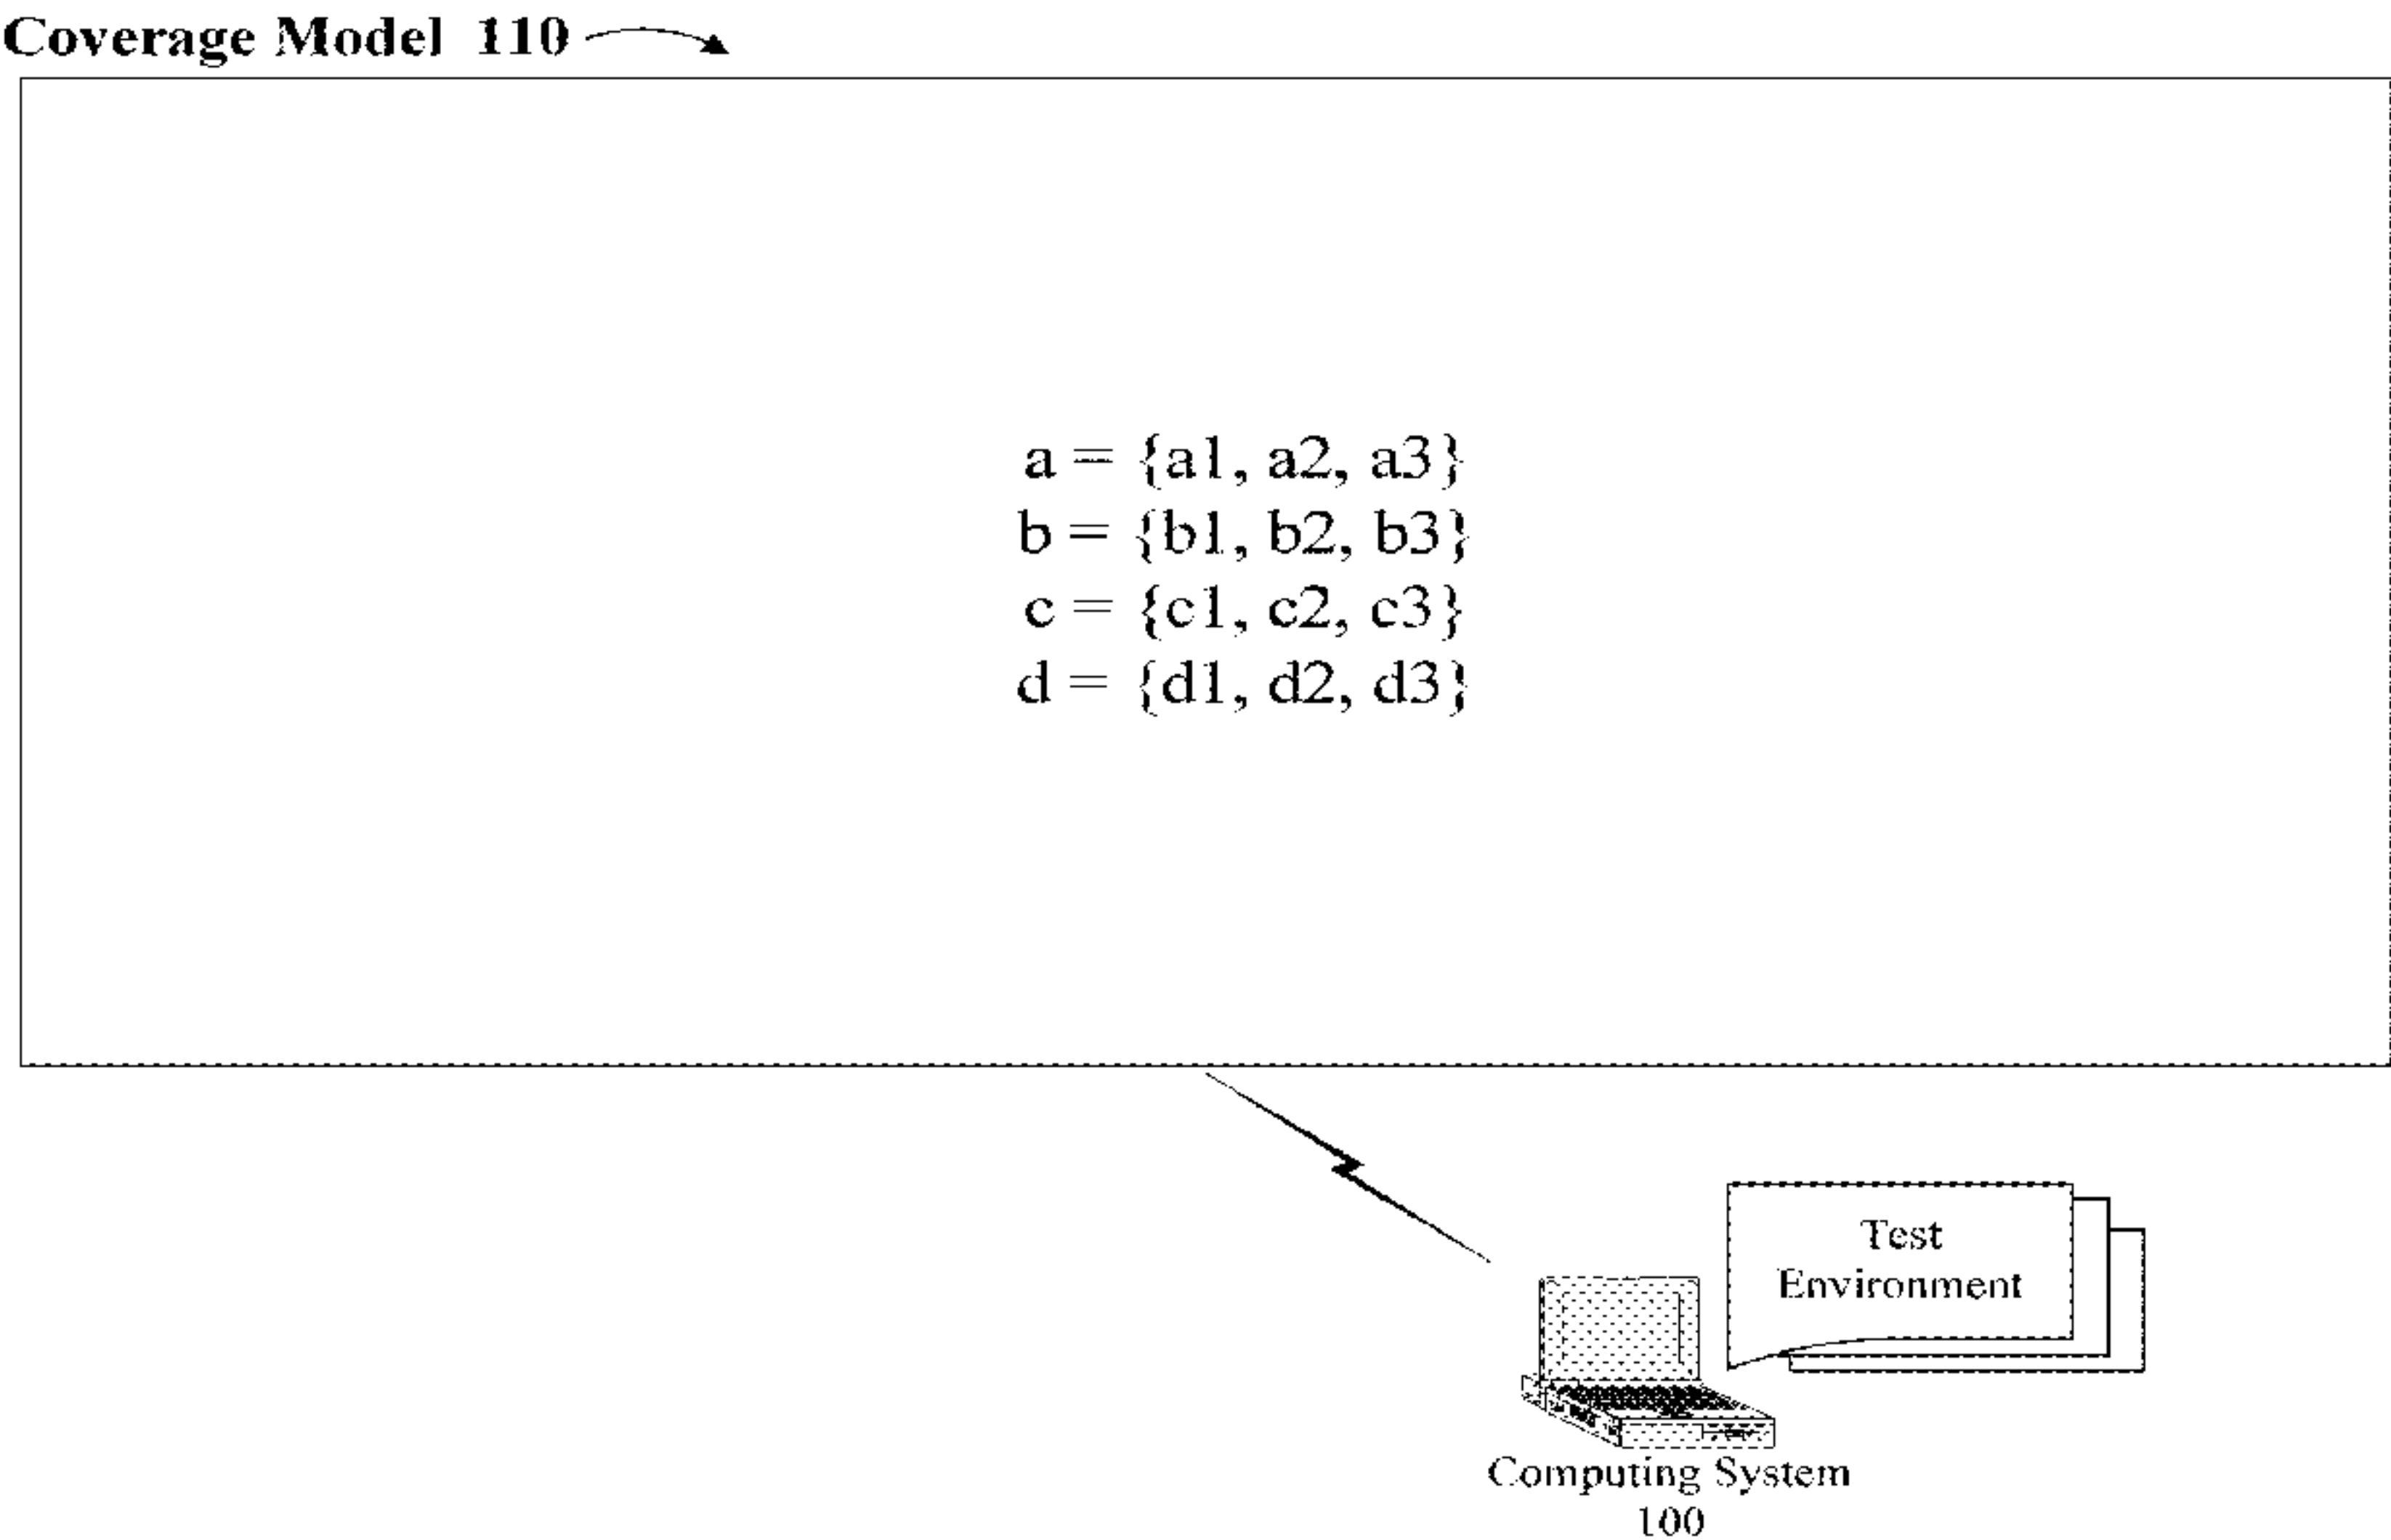 Coverage Model 110
a = {a1, a2, a3}
b = {b1, b2, b3}
c = {c1, c2, c3}
d = {d1, d2, d3}
Test
Environment
Computing System
100